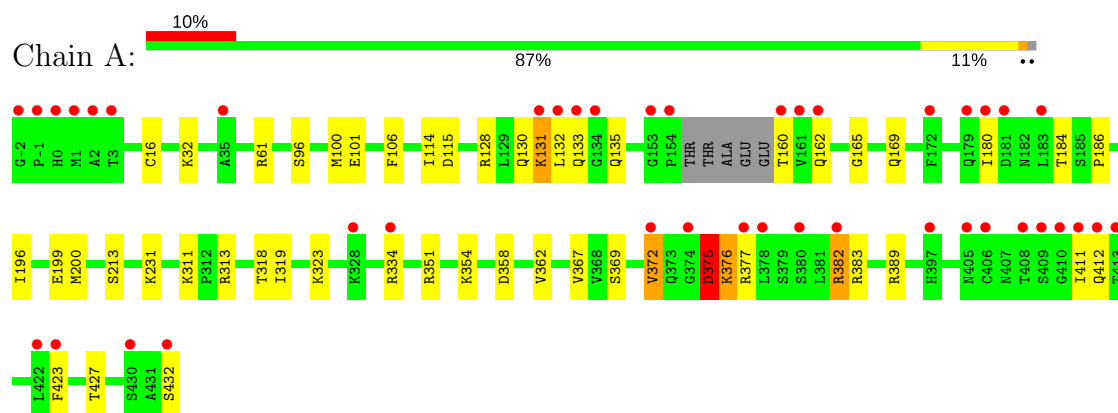 10%
Chain A:
87% 11% ••
G-2 P-1 H0 M1 A2 T3 C16 K32 A35 R61 S96 M100 E101 F106 I114 D115 R128 L129 Q130 K131 L132 Q133 G134 Q135 G153 P154 THR THR ALA GLU GLU T160 V161 Q162 G165 Q169 F172 Q179 I180 D181 N182 L183 T184 S185 P186
I196 E199 M200 S213 K231 K311 P312 R313 T318 I319 K323 K328 R334 R351 K354 D358 V362 V367 V368 S369 V372 Q373 G374 D375 K376 R377 L378 S379 S380 L381 R382 R383 R389 H397 N405 C406 N407 T408 S409 G410 I411 Q412 T413
L422 F423 T427 S430 A431 S432